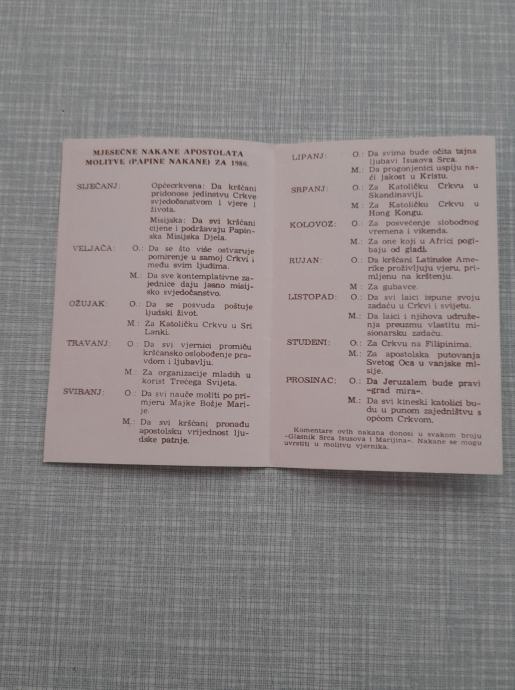 MJESEČNE NAKANE APOSTOLATA
MOLITVE (PAPINE NAKANE) ZA 1986.
SIJEČANJ: Općecrkvena: Da kršćani
pridonose jedinstvu Crkve
svjedočanstvom i vjere i
života.
Misijska: Da svi kršćani
cijene i podržavaju Papin-
ska Misijska Djela.
VELJAČA: O.: Da se što više ostvaruje
pomirenje u samoj Crkvi i
među svim ljudima.
M.: Da sve kontemplativne za-
jednice daju jasno misij-
sko svjedočanstvo.
OŽUJAK: O.: Da se posvuda poštuje
ljudski život.
M.: Za Katoličku Crkvu u Sri
Lanki.
TRAVANJ: O.: Da svi vjernici promiču
kršćansko oslobođenje pra-
vdom i ljubavlju.
M.: Za organizacije mladih u
korist Trećega Svijeta.
SVIBANJ: O.: Da svi nauče moliti po pri-
mjeru Majke Božje Mari-
je.
M.: Da svi kršćani pronađu
apostolsku vrijednost lju-
dske patnje.
LIPANJ: O.: Da svima bude očita tajna
ljubavi Isusova Srca.
M.: Da progonjenici uspiju na-
ći jakost u Kristu.
SRPANJ: O.: Za Katoličku Crkvu u
Skandinaviji.
M.: Za Katoličku Crkvu u
Hong Kongu.
KOLOVOZ: O.: Za posvećenje slobodnog
vremena i vikenda.
M.: Za one koji u Africi pogi-
baju od gladi.
RUJAN: O.: Da kršćani Latinske Ame-
rike proživljuju vjeru, pri-
mljenu na krštenju.
M.: Za gubavce.
LISTOPAD: O.: Da svi laici ispune svoju
zadaću u Crkvi i svijetu.
M.: Da laici i njihova udruže-
nja preuzmu vlastitu mi-
sionarsku zadaću.
STUDENI: O.: Za Crkvu na Filipinima.
M.: Za apostolska putovanja
Svetog Oca u vanjske mi-
sije.
PROSINAC: O.: Da Jeruzalem bude pravi
»grad mira«.
M.: Da svi kineski katolici bu-
du u punom zajedništvu s
općom Crkvom.
Komentare ovih nakana donosi u svakom broju
»Glasnik Srca Isusova i Marijina«. Nakane se mogu
uvrstiti u molitvu vjernika.